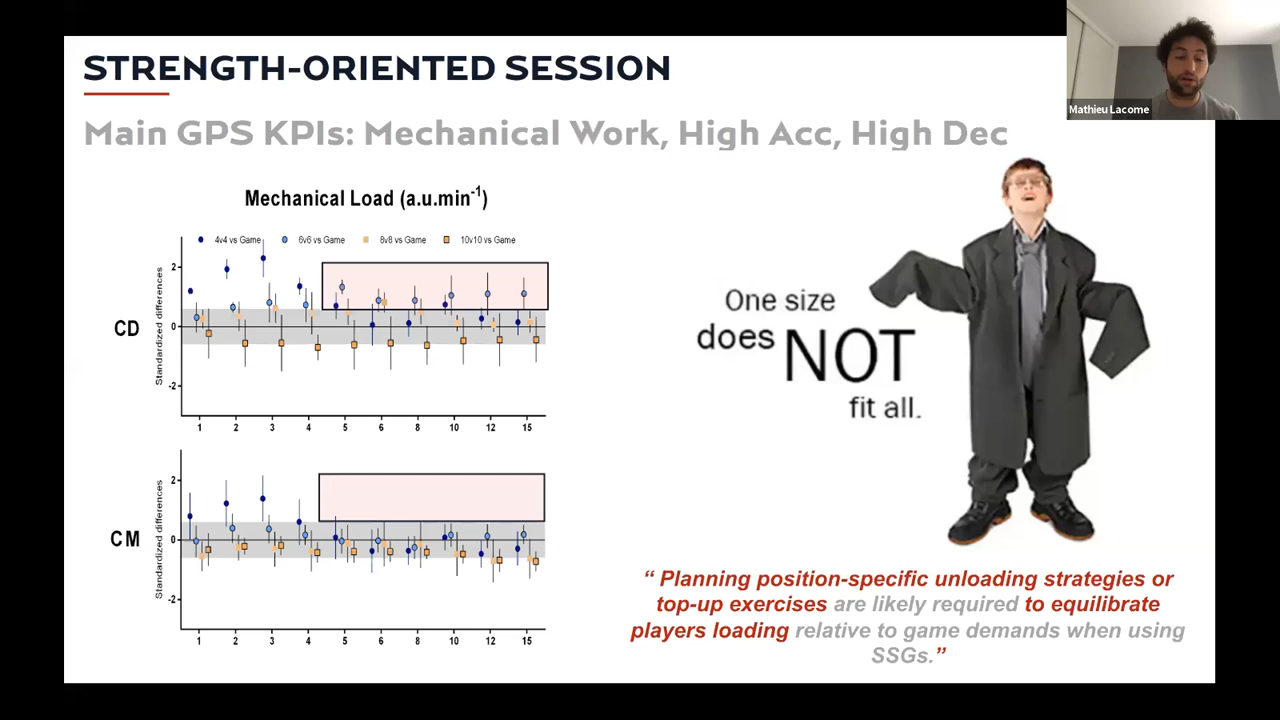 STRENGTH-ORIENTED SESSION
Mathieu Lacome
Main GPS KPIs: Mechanical Work, High Acc, High Dec
Mechanical Load (a.u.min-1)
4v4 vs Game 6v6 vs Game 8v8 vs Game 10v10 vs Game
CD
Standardized differences
2
0
-2
1 2 3 4 5 6 8 10 12 15
CM
Standardized differences
2
0
-2
1 2 3 4 5 6 8 10 12 15
One size
does NOT
fit all.
“ Planning position-specific unloading strategies or
top-up exercises are likely required to equilibrate
players loading relative to game demands when using
SSGs.”